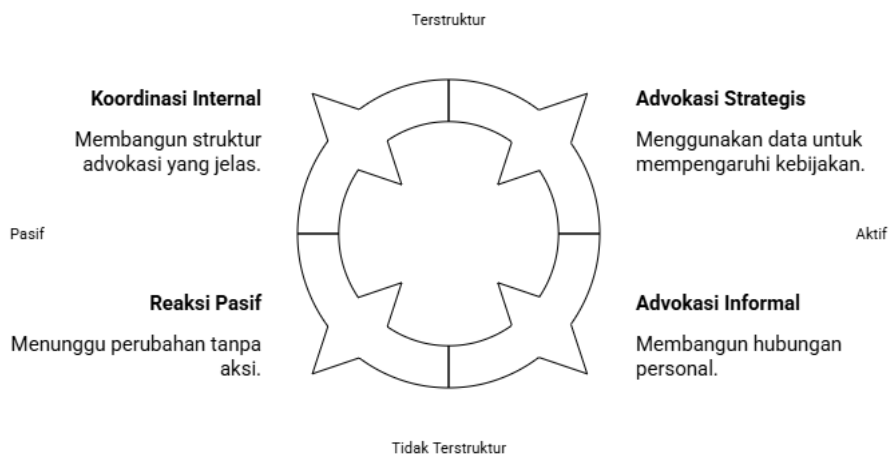 Terstruktur
Koordinasi Internal
Membangun struktur
advokasi yang jelas.
Advokasi Strategis
Menggunakan data untuk
mempengaruhi kebijakan.
Pasif
Aktif
Reaksi Pasif
Menunggu perubahan tanpa
aksi.
Advokasi Informal
Membangun hubungan
personal.
Tidak Terstruktur